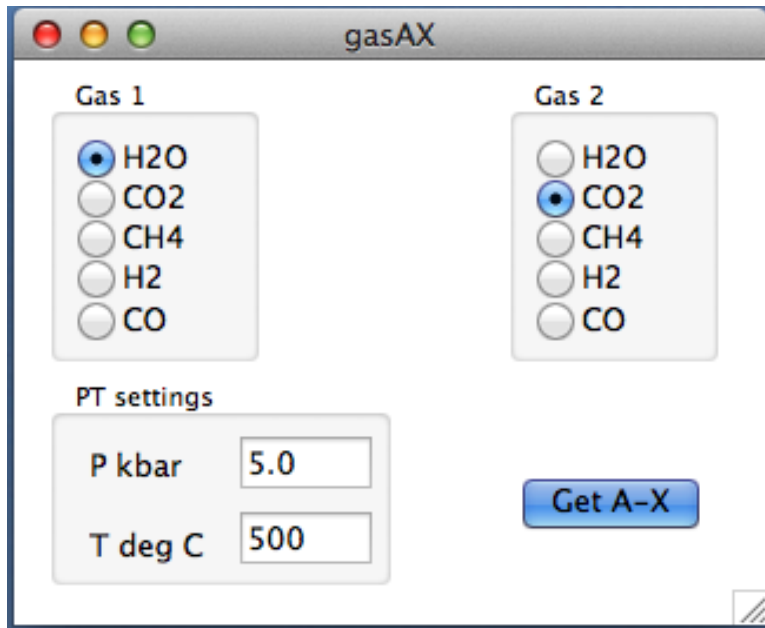 gasAX
Gas 1
H2O
CO2
CH4
H2
CO
Gas 2
H2O
CO2
CH4
H2
CO
PT settings
P kbar 5.0
T deg C 500
Get A-X